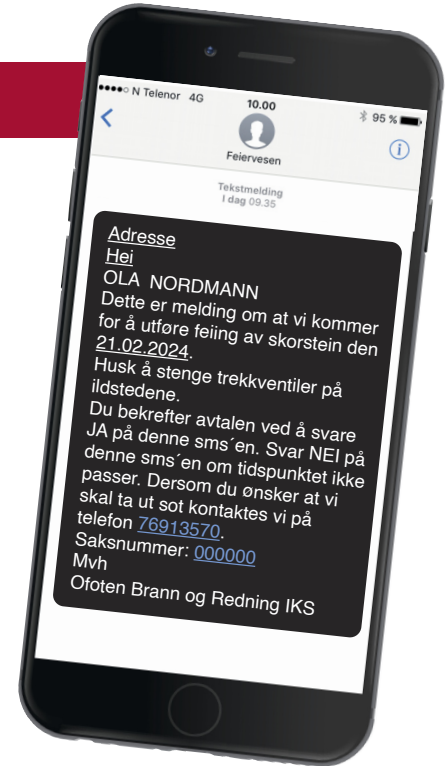 N Telenor 4G 10.00 95 %
Feiervesen
Tekstmelding
I dag 09.35
Adresse
Hei
OLA NORDMANN
Dette er melding om at vi kommer
for å utføre feiing av skorstein den
21.02.2024.
Husk å stenge trekkventiler på
ildstedene.
Du bekrefter avtalen ved å svare
JA på denne sms´en. Svar NEI på
denne sms´en om tidspunktet ikke
passer. Dersom du ønsker at vi
skal ta ut sot kontaktes vi på
telefon 76913570.
Saksnummer: 000000
Mvh
Ofoten Brann og Redning IKS